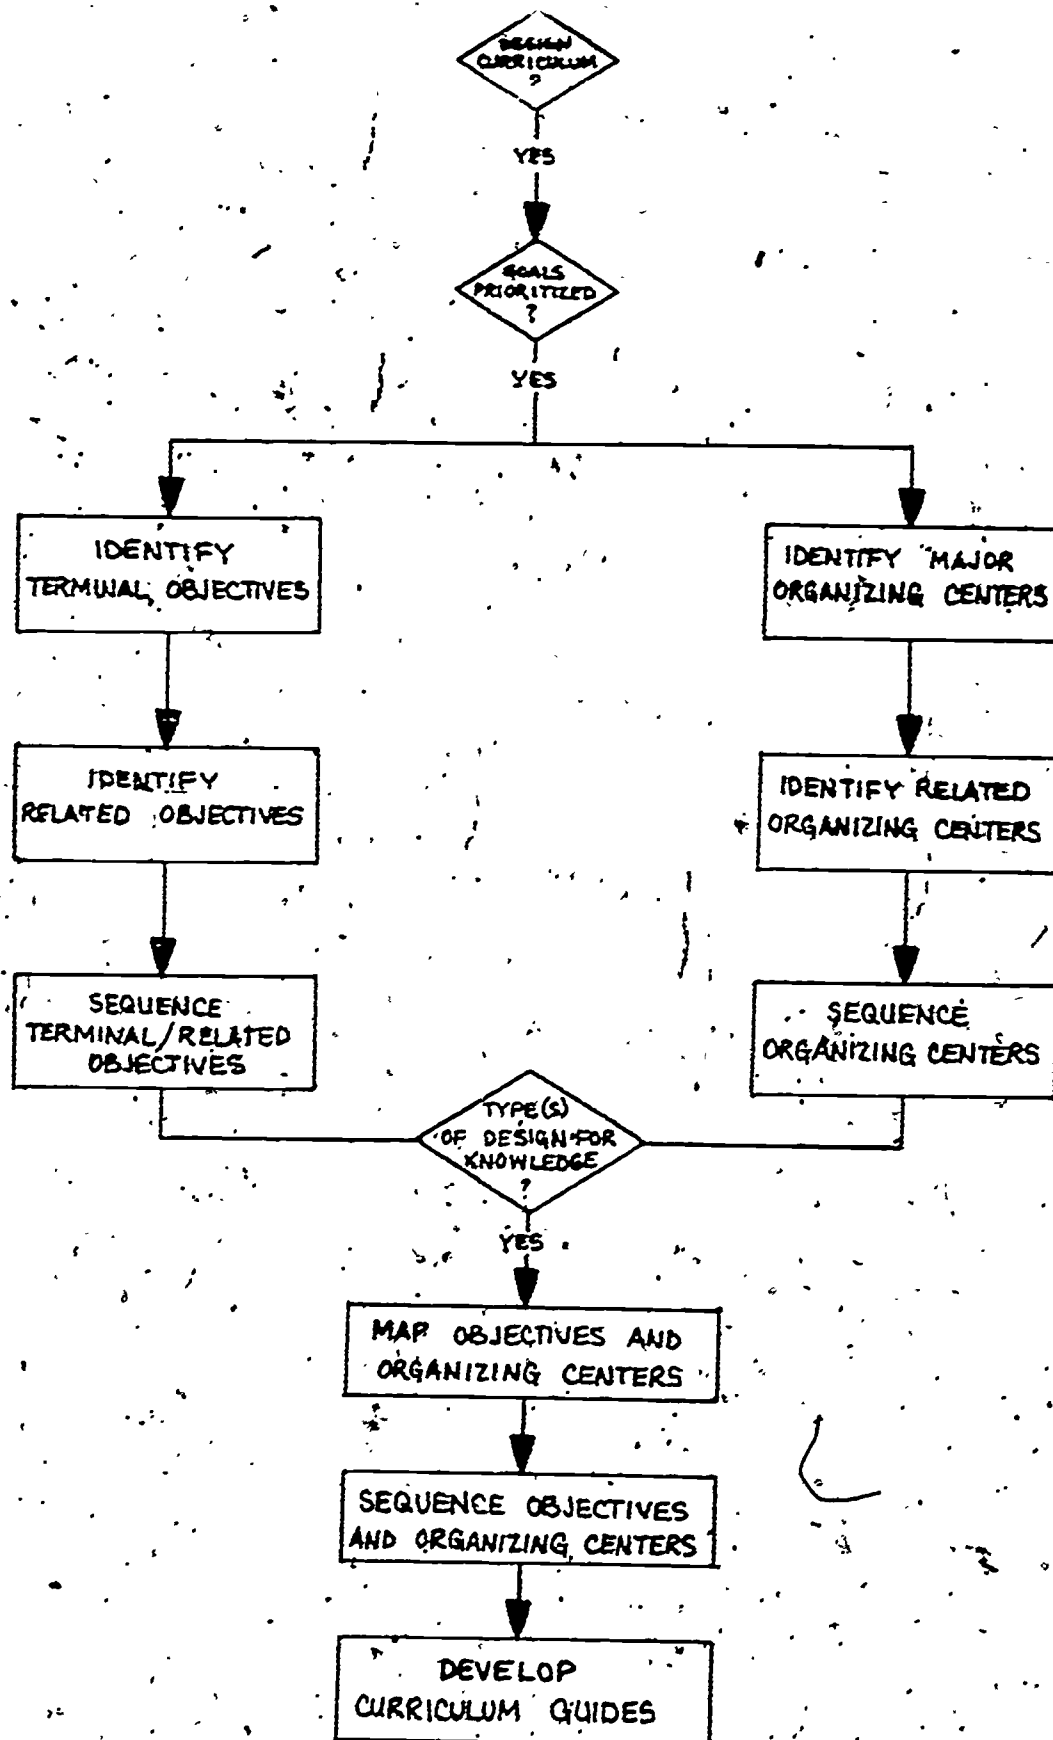 DESIGN
CURRICULUM
?
YES
GOALS
PRIORITIZED
?
YES
IDENTIFY
TERMINAL OBJECTIVES
IDENTIFY MAJOR
ORGANIZING CENTERS
IDENTIFY
RELATED OBJECTIVES
IDENTIFY RELATED
ORGANIZING CENTERS
SEQUENCE
TERMINAL/RELATED
OBJECTIVES
SEQUENCE
ORGANIZING CENTERS
TYPE(S)
OF DESIGN FOR
KNOWLEDGE
?
YES
MAP OBJECTIVES AND
ORGANIZING CENTERS
SEQUENCE OBJECTIVES
AND ORGANIZING CENTERS
DEVELOP
CURRICULUM GUIDES